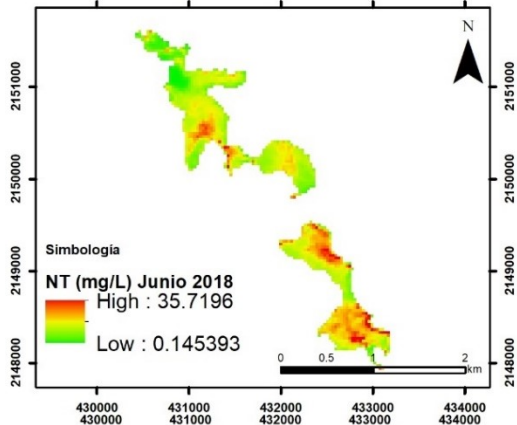 N
2151000
2151000
2150000
2150000
2149000
2149000
2148000
2148000
Simbología
NT (mg/L) Junio 2018
High : 35.7196
Low : 0.145393
0 0.5 1 2
km
430000 431000 432000 433000 434000
430000 431000 432000 433000 434000